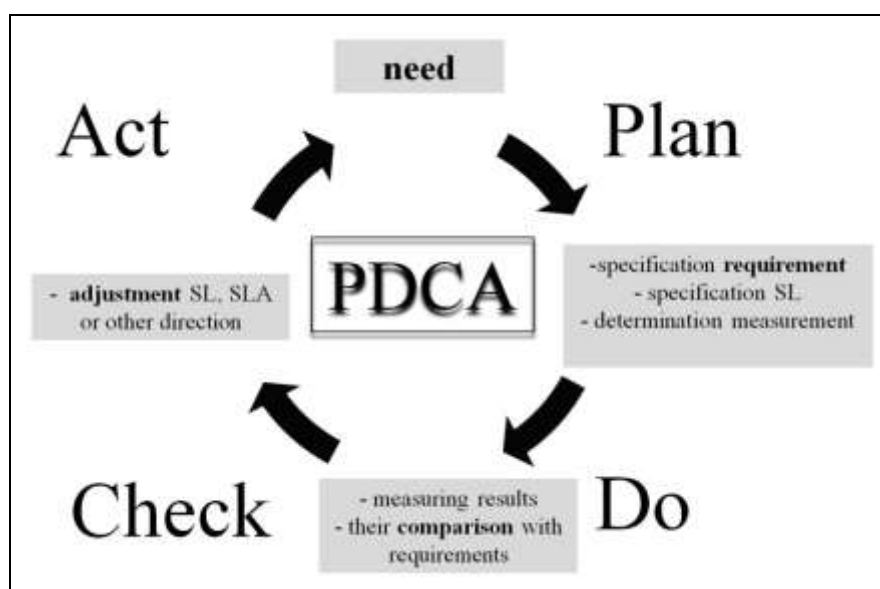 need
Act
Plan
PDCA
-specification requirement
- specification SL
- determination measurement
- adjustment SL, SLA
or other direction
Check
- measuring results
- their comparison with
requirements
Do